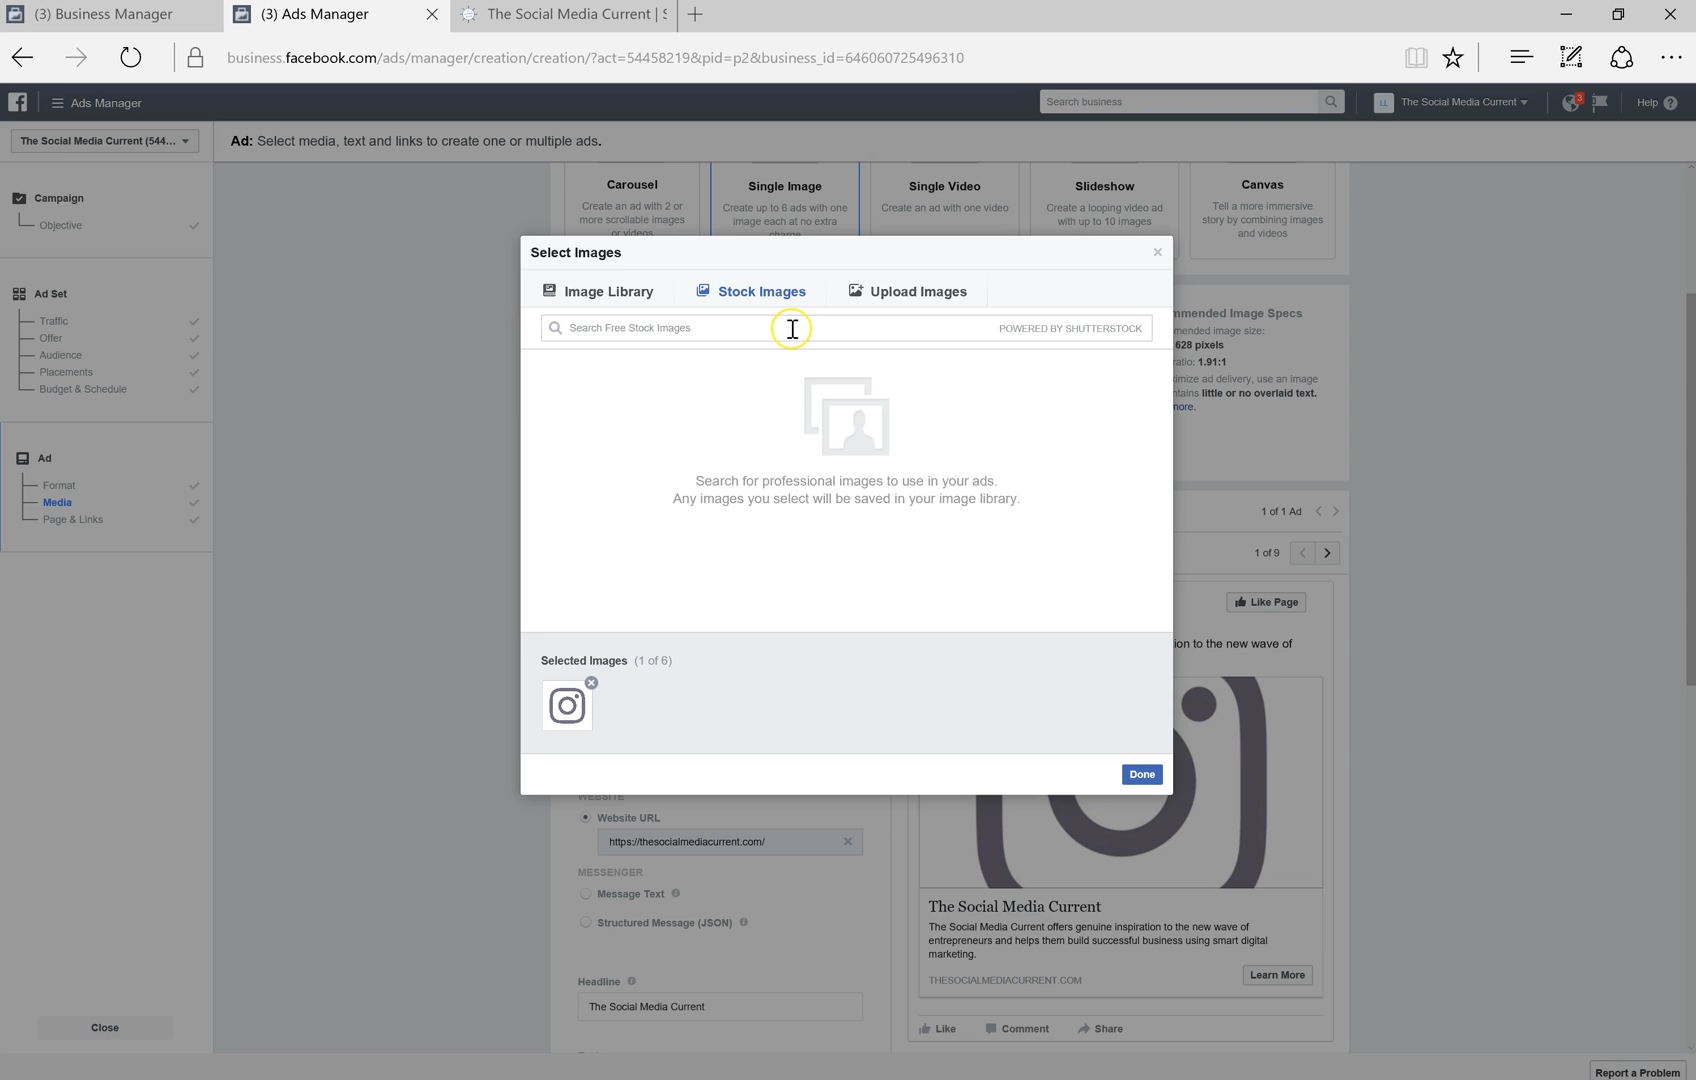 (3) Business Manager
(3) Ads Manager
The Social Media Current | S
business.facebook.com/ads/manager/creation/creation/?act=54458219&pid=p2&business_id=646060725496310
Ads Manager
Search business
LL
The Social Media Current
3
Help
The Social Media Current (544...
Ad: Select media, text and links to create one or multiple ads.
Campaign
Objective
Ad Set
Traffic
Offer
Audience
Placements
Budget & Schedule
Ad
Format
Media
Page & Links
Close
Carousel
Create an ad with 2 or
more scrollable images
or videos.
Single Image
Create up to 6 ads with one
image each at no extra
charge
Single Video
Create an ad with one video
Slideshow
Create a looping video ad
with up to 10 images
Canvas
Tell a more immersive
story by combining images
and videos
Select Images
Image Library
Stock Images
Upload Images
Search Free Stock Images
POWERED BY SHUTTERSTOCK
Search for professional images to use in your ads.
Any images you select will be saved in your image library.
Selected Images (1 of 6)
Done
mmended Image Specs
mended image size:
628 pixels
ratio: 1.91:1
imize ad delivery, use an image
ntains little or no overlaid text.
more.
1 of 1 Ad
1 of 9
Like Page
ion to the new wave of
WEBSITE
Website URL
https://thesocialmediacurrent.com/
MESSENGER
Message Text
Structured Message (JSON)
Headline
The Social Media Current
The Social Media Current
The Social Media Current offers genuine inspiration to the new wave of
entrepreneurs and helps them build successful business using smart digital
marketing.
THESOCIALMEDIACURRENT.COM
Learn More
Like
Comment
Share
Report a Problem